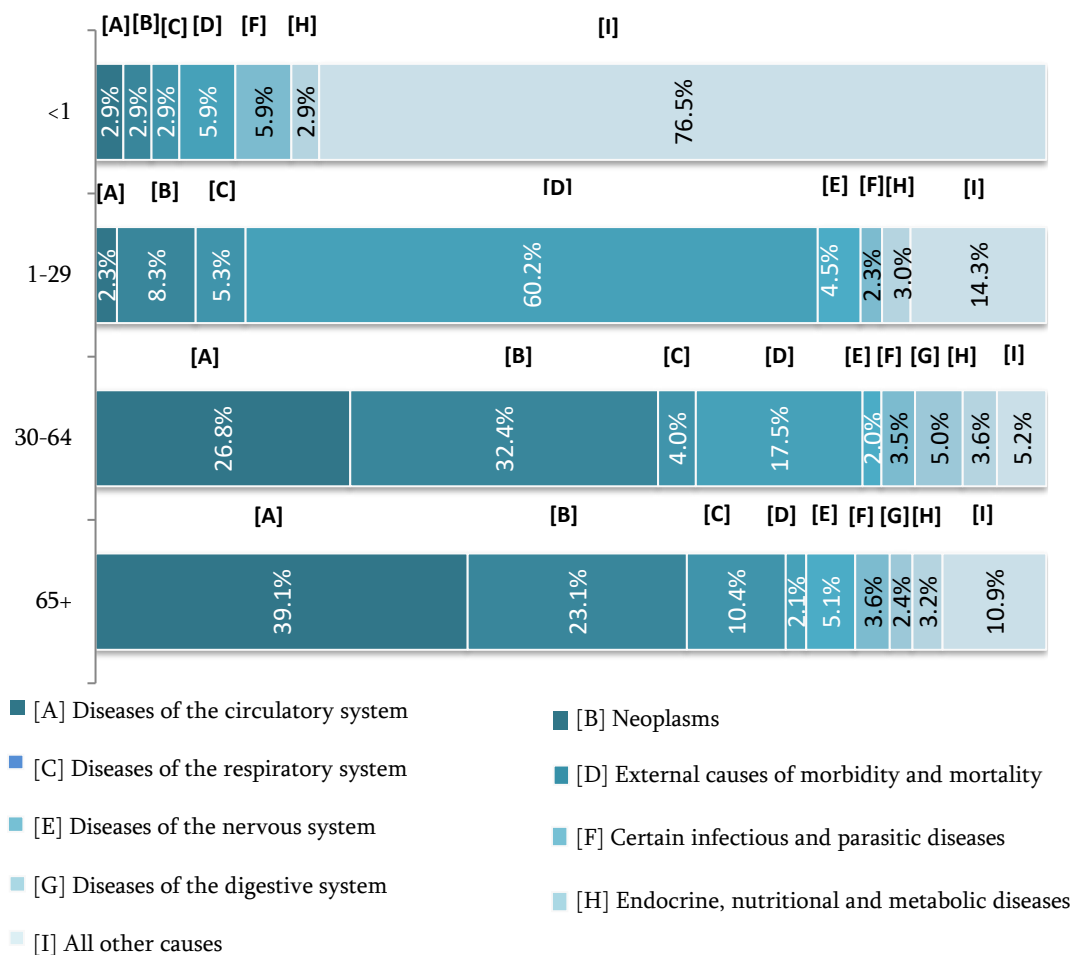 [A] [B] [C] [D] [F] [H] [I]
<1 2.9% 2.9% 2.9% 5.9% 5.9% 2.9% 76.5%
[A] [B] [C] [D] [E] [F] [H] [I]
1-29 2.3% 8.3% 5.3% 60.2% 4.5% 2.3% 3.0% 14.3%
[A] [B] [C] [D] [E] [F] [G] [H] [I]
30-64 26.8% 32.4% 4.0% 17.5% 2.0% 3.5% 5.0% 3.6% 5.2%
[A] [B] [C] [D] [E] [F] [G] [H] [I]
65+ 39.1% 23.1% 10.4% 2.1% 5.1% 3.6% 2.4% 3.2% 10.9%
[A] Diseases of the circulatory system
[B] Neoplasms
[C] Diseases of the respiratory system
[D] External causes of morbidity and mortality
[E] Diseases of the nervous system
[F] Certain infectious and parasitic diseases
[G] Diseases of the digestive system
[H] Endocrine, nutritional and metabolic diseases
[I] All other causes